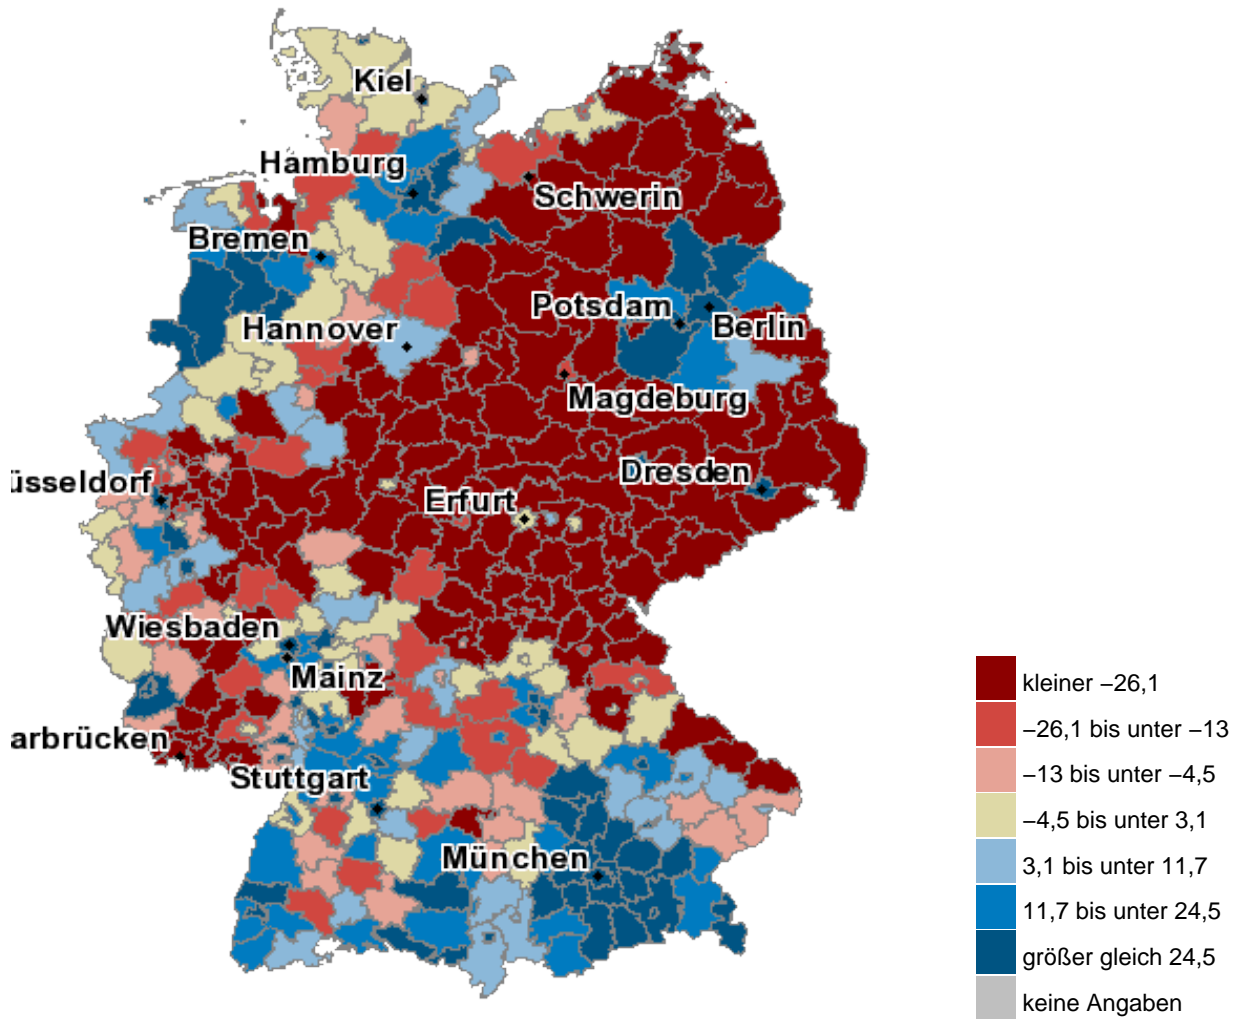 Kiel
Hamburg
Schwerin
Bremen
Potsdam
Berlin
Hannover
Magdeburg
üsseldorf
Dresden
Erfurt
Wiesbaden
Mainz
arbrücken
Stuttgart
München
kleiner −26,1
−26,1 bis unter −13
−13 bis unter −4,5
−4,5 bis unter 3,1
3,1 bis unter 11,7
11,7 bis unter 24,5
größer gleich 24,5
keine Angaben